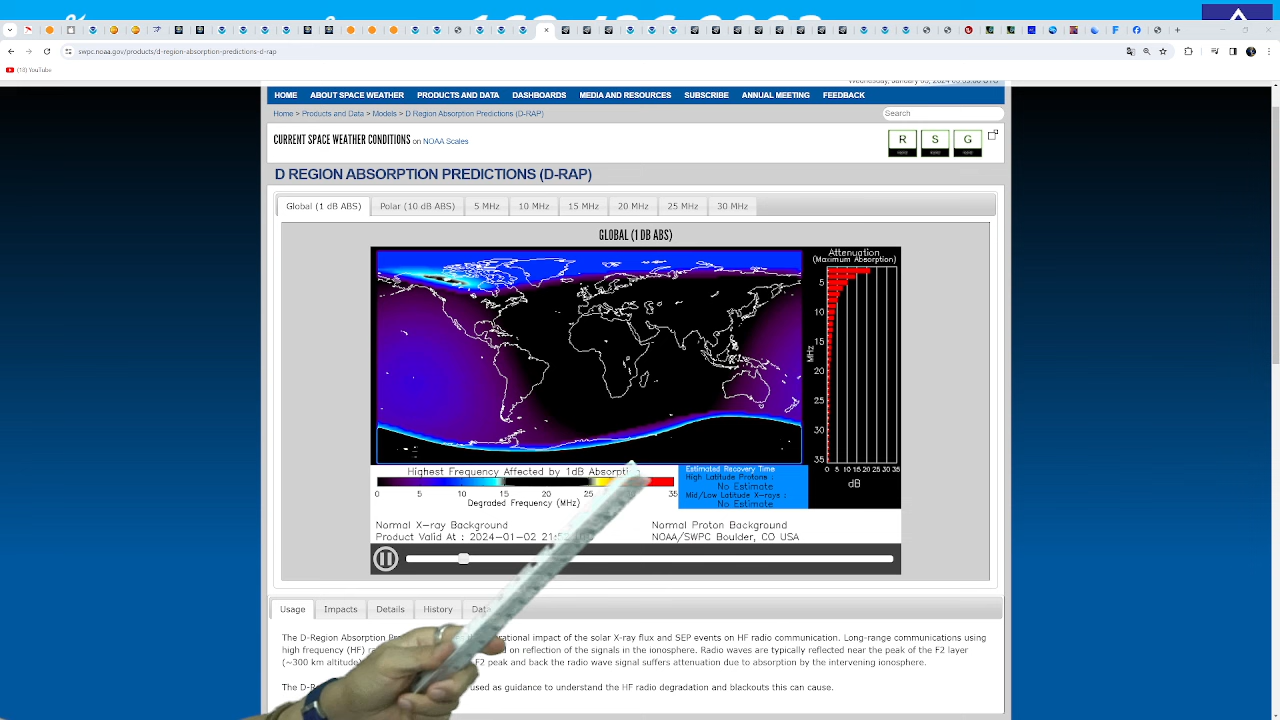 swpc.noaa.gov/products/d-region-absorption-predictions-d-rap
(18) YouTube
HOME ABOUT SPACE WEATHER PRODUCTS AND DATA DASHBOARDS MEDIA AND RESOURCES SUBSCRIBE ANNUAL MEETING FEEDBACK
Home > Products and Data > Models > D Region Absorption Predictions (D-RAP)
Search
CURRENT SPACE WEATHER CONDITIONS on NOAA Scales
R S G
D REGION ABSORPTION PREDICTIONS (D-RAP)
Global (1 dB ABS) Polar (10 dB ABS) 5 MHz 10 MHz 15 MHz 20 MHz 25 MHz 30 MHz
GLOBAL (1 DB ABS)
Attenuation
(Maximum Absorption)
5
10
15
20
25
30
35
MHz
0 5 10 15 20 25 30 35
dB
Highest Frequency Affected by 1dB Absorption
0 5 10 15 20 25 35
Degraded Frequency (MHz)
Estimated Recovery Time
High Latitude Protons :
No Estimate
Mid/Low Latitude X-rays :
No Estimate
Normal X-ray Background
Normal Proton Background
Product Valid At : 2024-01-02 21:5
NOAA/SWPC Boulder, CO USA
Usage Impacts Details History Data
The D-Region Absorption erational impact of the solar X-ray flux and SEP events on HF radio communication. Long-range communications using
high frequency (HF) on reflection of the signals in the ionosphere. Radio waves are typically reflected near the peak of the F2 layer
(~300 km altitude) F2 peak and back the radio wave signal suffers attenuation due to absorption by the intervening ionosphere.
The used as guidance to understand the HF radio degradation and blackouts this can cause.